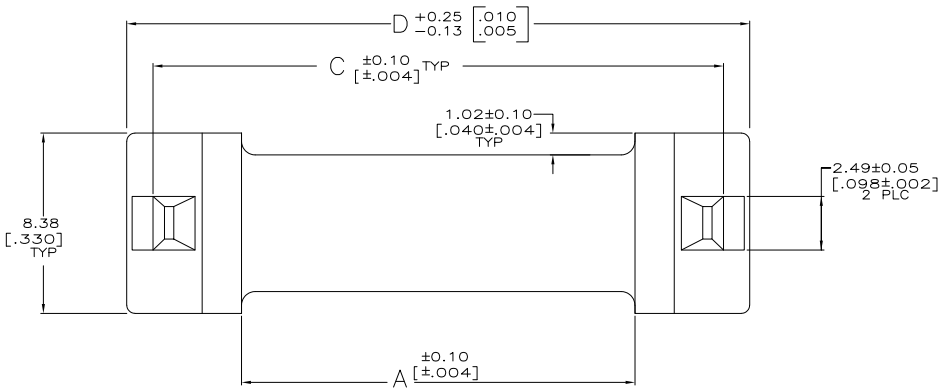 D +0.25 [.010]
-0.13 [.005]
C ±0.10 TYP
[±.004]
1.02±0.10
[.040±.004]
TYP
2.49±0.05
[.098±.002]
2 PLC
8.38
[.330]
TYP
A ±0.10
[±.004]